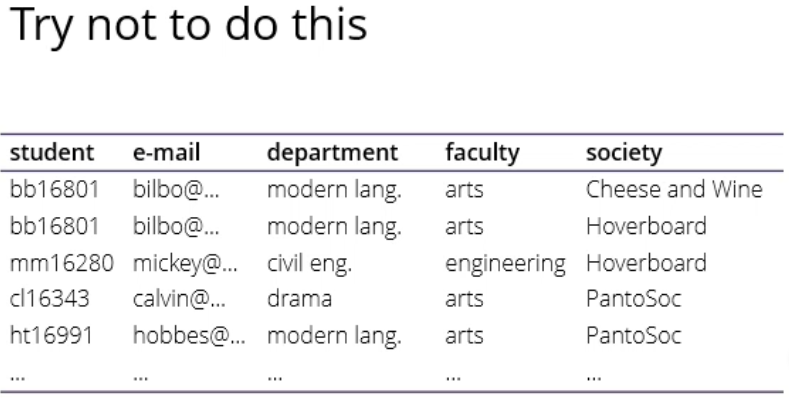 Try not to do this
student e-mail department faculty society
bb16801 bilbo@... modern lang. arts Cheese and Wine
bb16801 bilbo@... modern lang. arts Hoverboard
mm16280 mickey@... civil eng. engineering Hoverboard
cl16343 calvin@... drama arts PantoSoc
ht16991 hobbes@... modern lang. arts PantoSoc
... ... ... ... ...